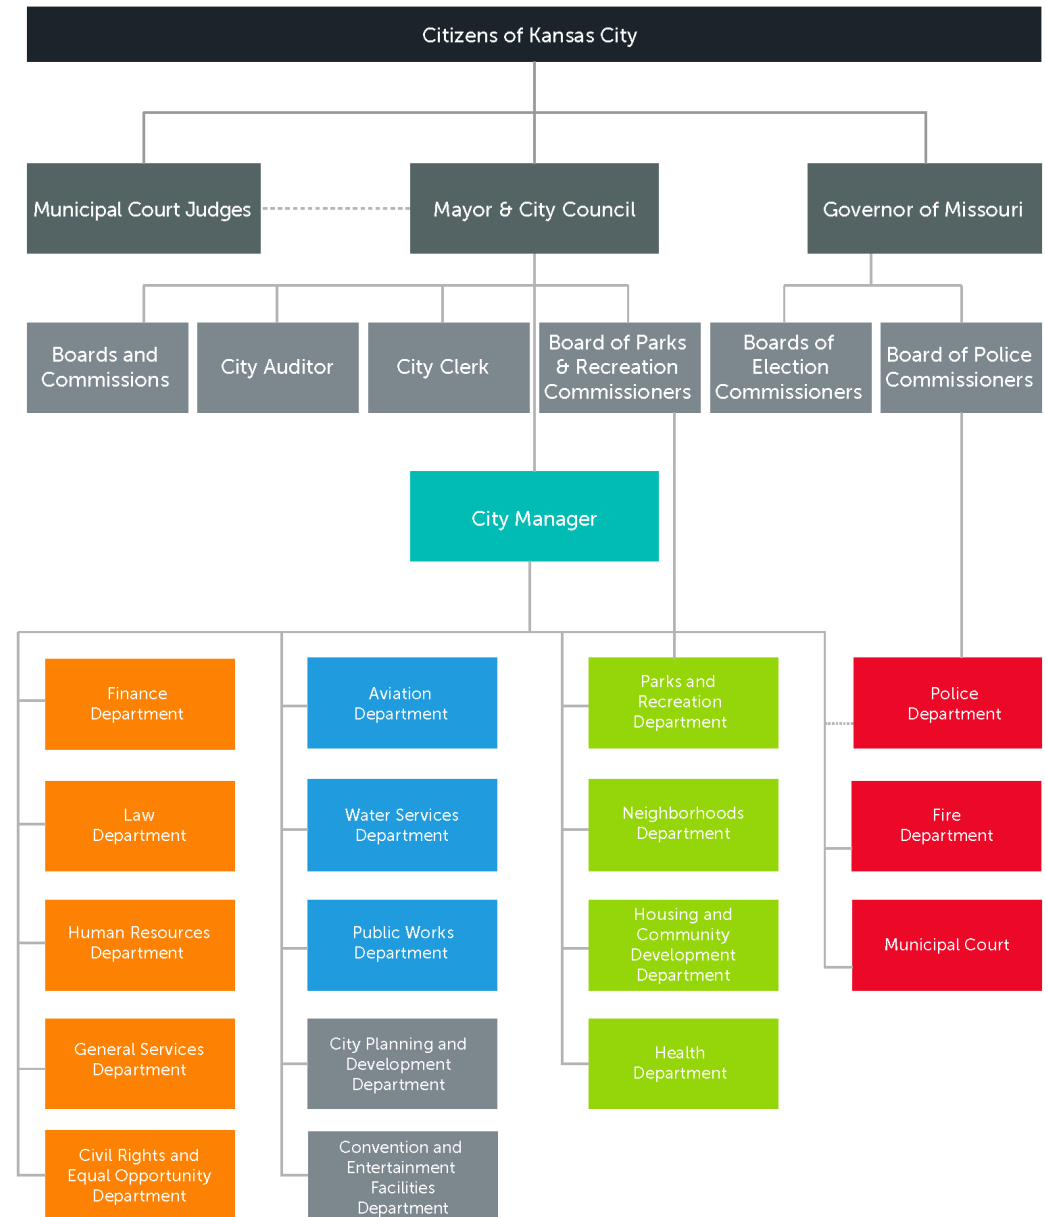 Citizens of Kansas City
Municipal Court Judges
Mayor & City Council
Governor of Missouri
Boards and
Commissions
City Auditor
City Clerk
Board of Parks
& Recreation
Commissioners
Boards of
Election
Commissioners
Board of Police
Commissioners
City Manager
Finance
Department
Aviation
Department
Parks and
Recreation
Department
Police
Department
Law
Department
Water Services
Department
Neighborhoods
Department
Fire
Department
Human Resources
Department
Public Works
Department
Housing and
Community
Development
Department
Municipal Court
General Services
Department
City Planning and
Development
Department
Health
Department
Civil Rights and
Equal Opportunity
Department
Convention and
Entertainment
Facilities
Department